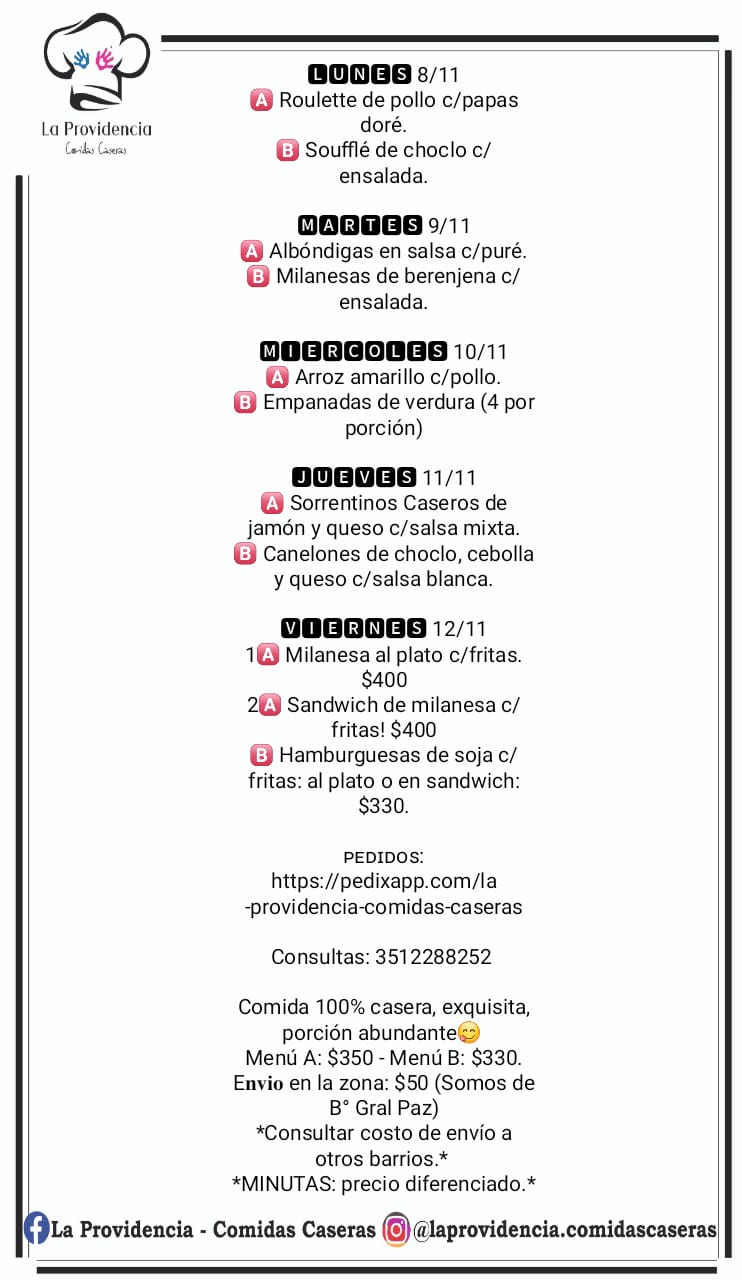 La Providencia
Comidas Caseras
LUNES 8/11
A Roulette de pollo c/papas
doré.
B Soufflé de choclo c/
ensalada.
MARTES 9/11
A Albóndigas en salsa c/puré.
B Milanesas de berenjena c/
ensalada.
MIERCOLES 10/11
A Arroz amarillo c/pollo.
B Empanadas de verdura (4 por
porción)
JUEVES 11/11
A Sorrentinos Caseros de
jamón y queso c/salsa mixta.
B Canelones de choclo, cebolla
y queso c/salsa blanca.
VIERNES 12/11
1A Milanesa al plato c/fritas.
$400
2A Sandwich de milanesa c/
fritas! $400
B Hamburguesas de soja c/
fritas: al plato o en sandwich:
$330.
PEDIDOS:
https://pedixapp.com/la
-providencia-comidas-caseras
Consultas: 3512288252
Comida 100% casera, exquisita,
porción abundante😋
Menú A: $350 - Menú B: $330.
Envio en la zona: $50 (Somos de
B° Gral Paz)
*Consultar costo de envío a
otros barrios.*
*MINUTAS: precio diferenciado.*
La Providencia - Comidas Caseras @laprovidencia.comidascaseras